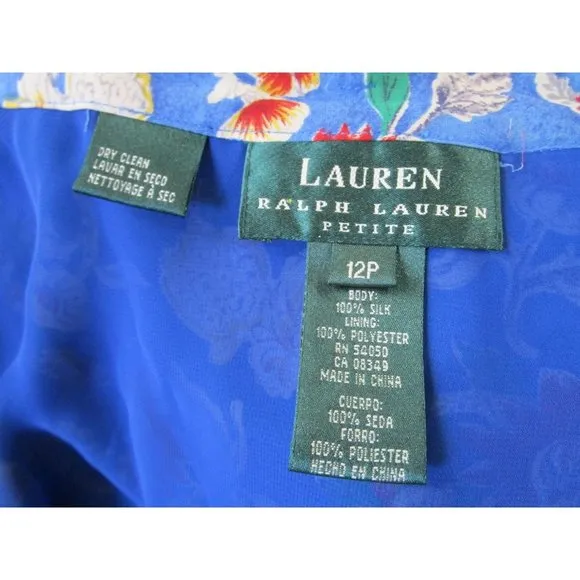 DRY CLEAN
LAVAR EN SECO
NETTOYAGE À SEC
LAUREN
RALPH LAUREN
PETITE
12P
BODY:
100% SILK
LINING:
100% POLYESTER
RN 54050
CA 08349
MADE IN CHINA
CUERPO:
100% SEDA
FORRO:
100% POLIESTER
HECHO EN CHINA